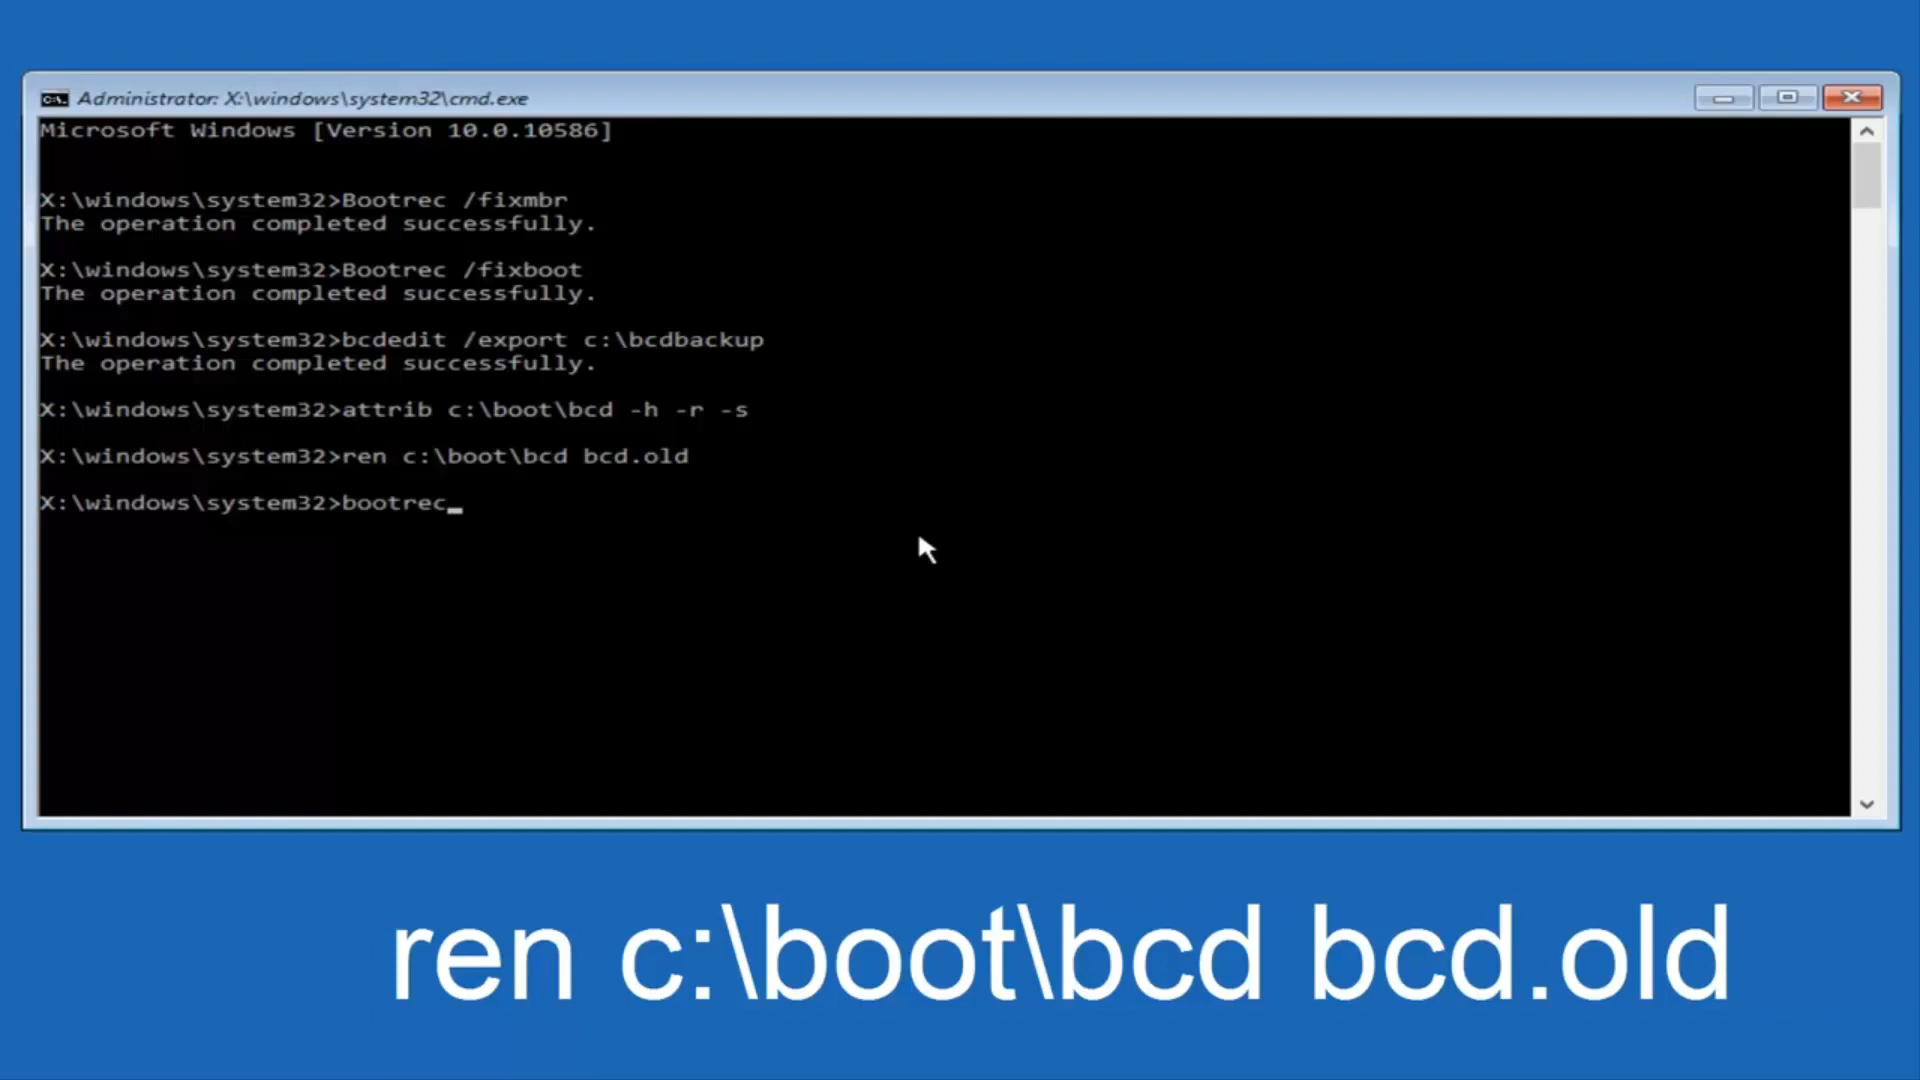 Administrator: X:\windows\system32\cmd.exe
Microsoft Windows [Version 10.0.10586]
X:\windows\system32>Bootrec /fixmbr
The operation completed successfully.
X:\windows\system32>Bootrec /fixboot
The operation completed successfully.
X:\windows\system32>bcdedit /export c:\bcdbackup
The operation completed successfully.
X:\windows\system32>attrib c:\boot\bcd -h -r -s
X:\windows\system32>ren c:\boot\bcd bcd.old
X:\windows\system32>bootrec_
ren c:\boot\bcd bcd.old